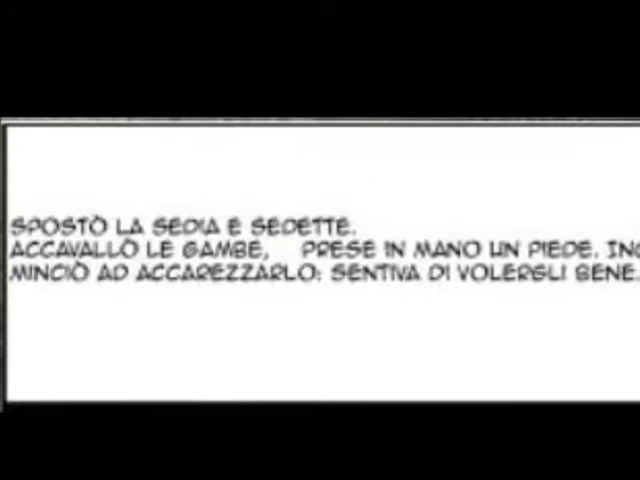 SPOSTÒ LA SEDIA E SEDETTE.
ACCAVALLÒ LE GAMBE, PRESE IN MANO UN PIEDE. INC
MINCIÒ AD ACCAREZZARLO: SENTIVA DI VOLERGLI BENE.